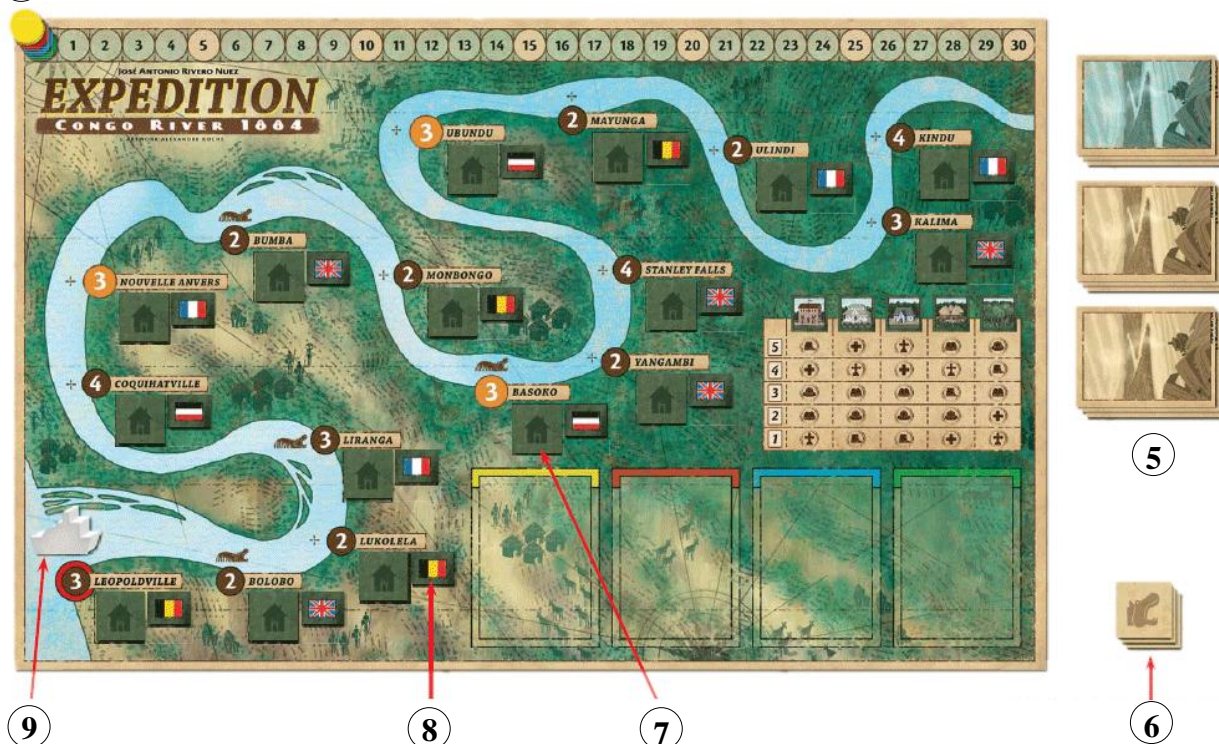 1 2 3 4 5 6 7 8 9 10 11 12 13 14 15 16 17 18 19 20 21 22 23 24 25 26 27 28 29 30
JOSÉ ANTONIO RIVERO NUEZ
EXPEDITION
CONGO RIVER 1884
ARTWORK ALEXANDRE ROCHE
3 UBUNDU
2 MAYUNGA
2 ULINDI
4 KINDU
3 KALIMA
2 BUMBA
3 NOUVELLE ANVERS
2 MONBONGO
4 STANLEY FALLS
2 YANGAMBI
3 BASOKO
4 COQUIHATVILLE
3 LIRANGA
2 LUKOLELA
3 LEOPOLDVILLE
2 BOLOBO
5
4
3
2
1
5
6
9
8
7